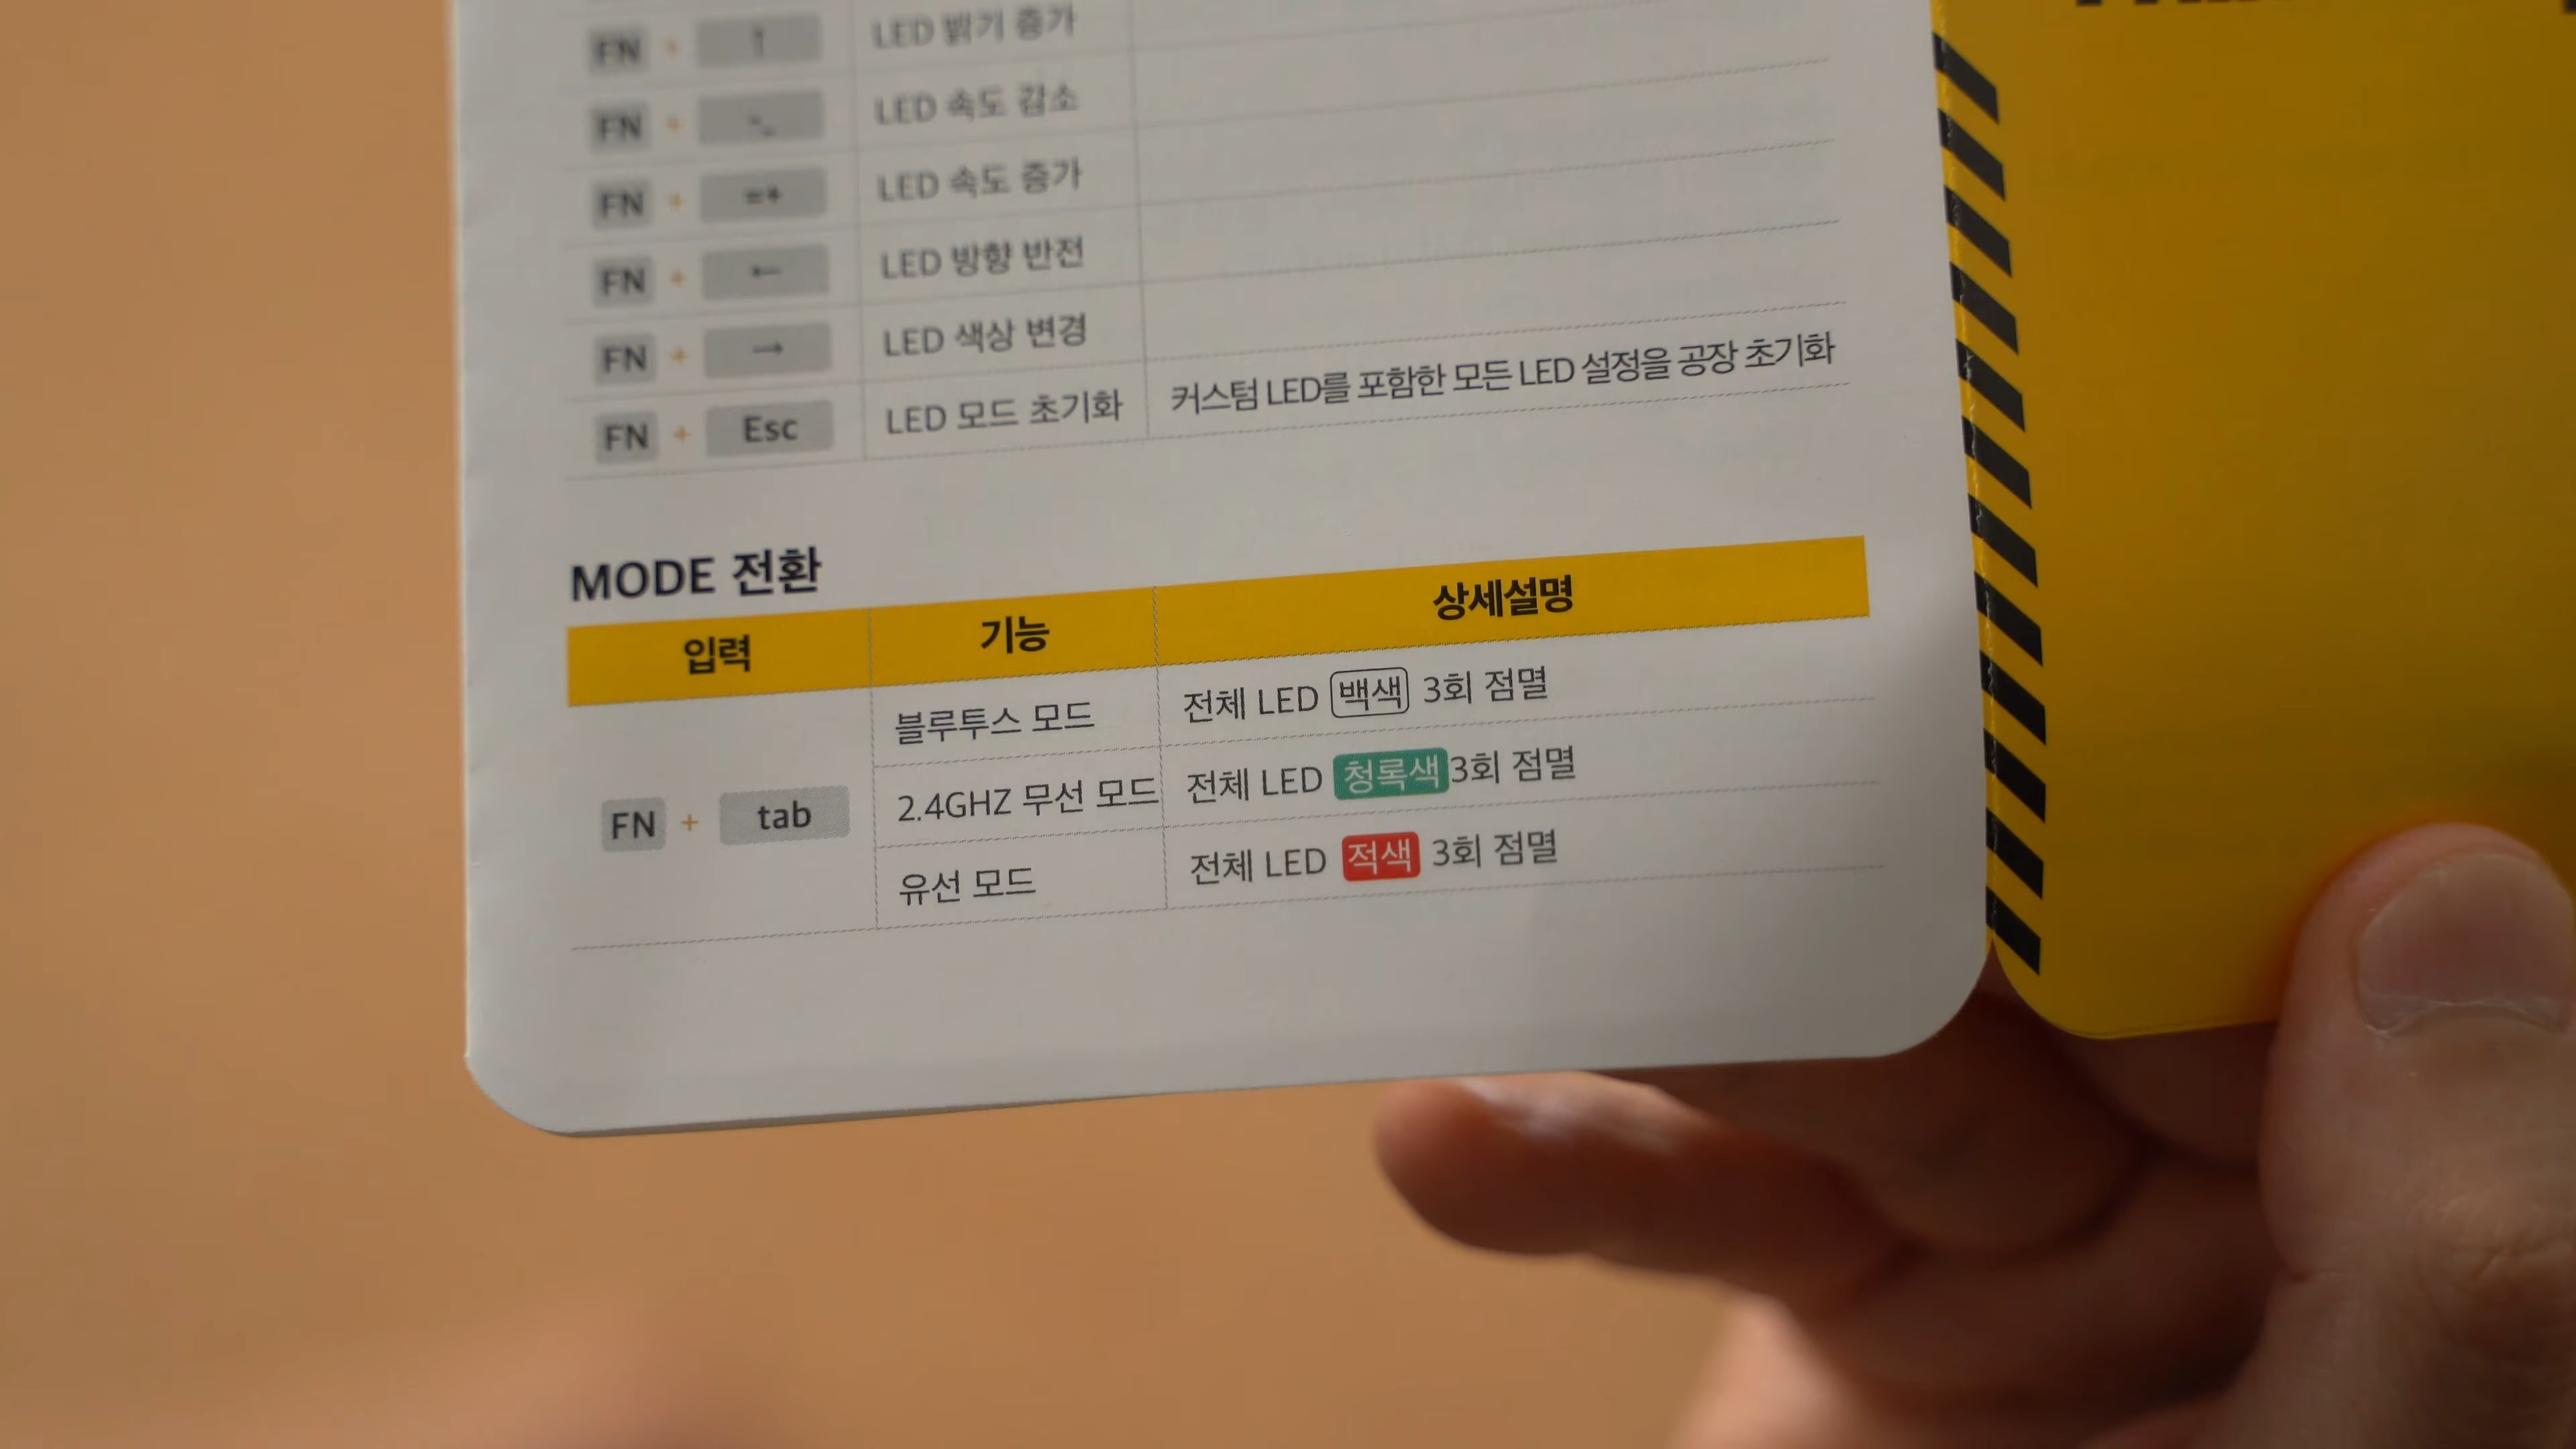 FN + ↑ LED 밝기 증가
FN + -_ LED 속도 감소
FN + =+ LED 속도 증가
FN + ← LED 방향 반전
FN + → LED 색상 변경
FN + Esc LED 모드 초기화 커스텀 LED를 포함한 모든 LED 설정을 공장 초기화
MODE 전환
입력 기능 상세설명
블루투스 모드 전체 LED 백색 3회 점멸
FN + tab 2.4GHZ 무선 모드 전체 LED 청록색 3회 점멸
유선 모드 전체 LED 적색 3회 점멸